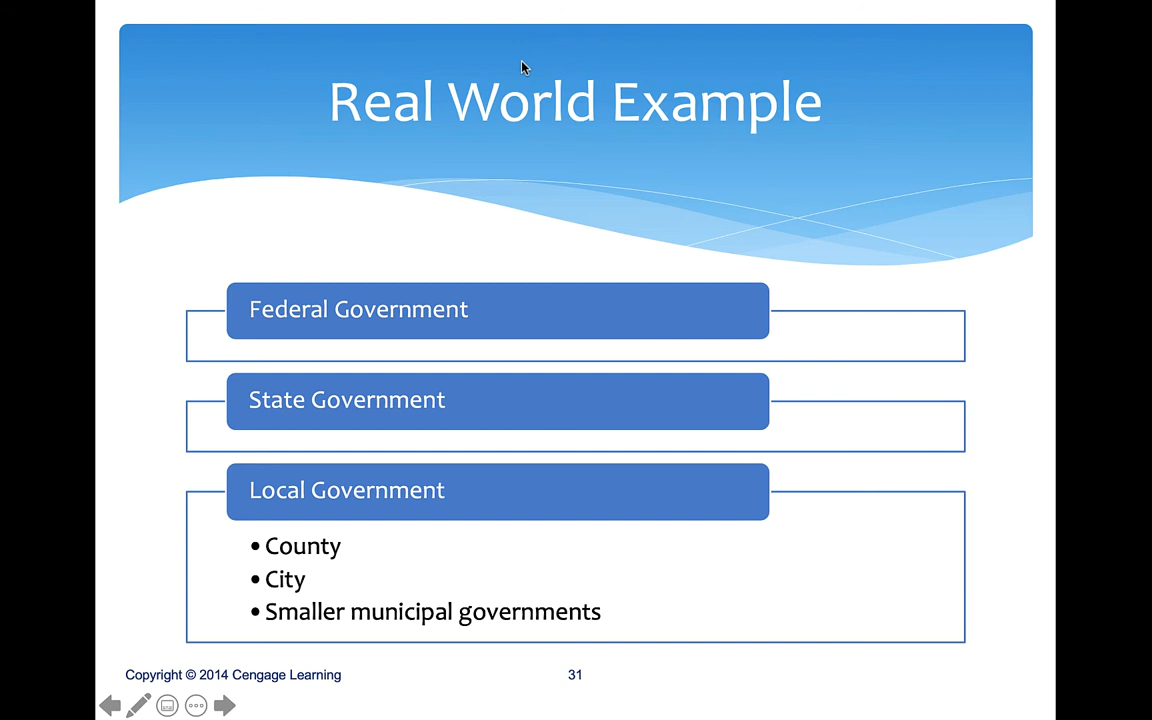 Real World Example
Federal Government
State Government
Local Government
• County
• City
• Smaller municipal governments
Copyright © 2014 Cengage Learning
31